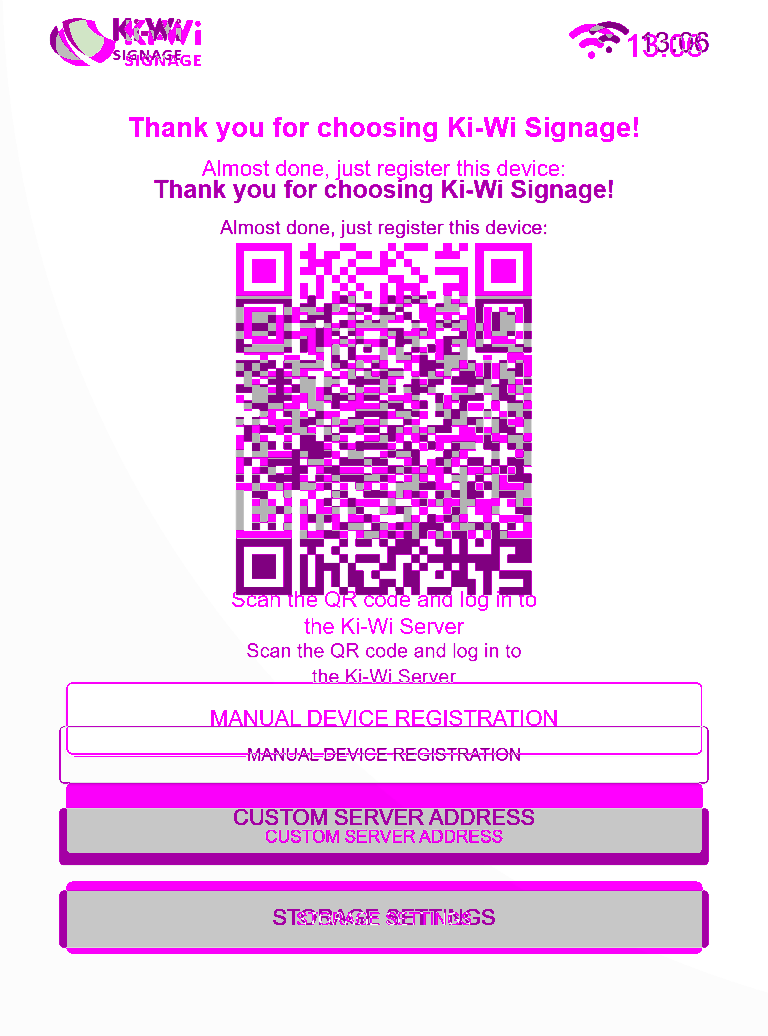 Ki-Wi Ki-Wi
SIGNAGE SIGNAGE
13:06
Thank you for choosing Ki-Wi Signage!
Almost done, just register this device:
Thank you for choosing Ki-Wi Signage!
Almost done, just register this device:
Scan the QR code and log in to
the Ki-Wi Server
Scan the QR code and log in to
the Ki-Wi Server
MANUAL DEVICE REGISTRATION
MANUAL DEVICE REGISTRATION
CUSTOM SERVER ADDRESS
CUSTOM SERVER ADDRESS
STORAGE SETTINGS
STORAGE SETTINGS